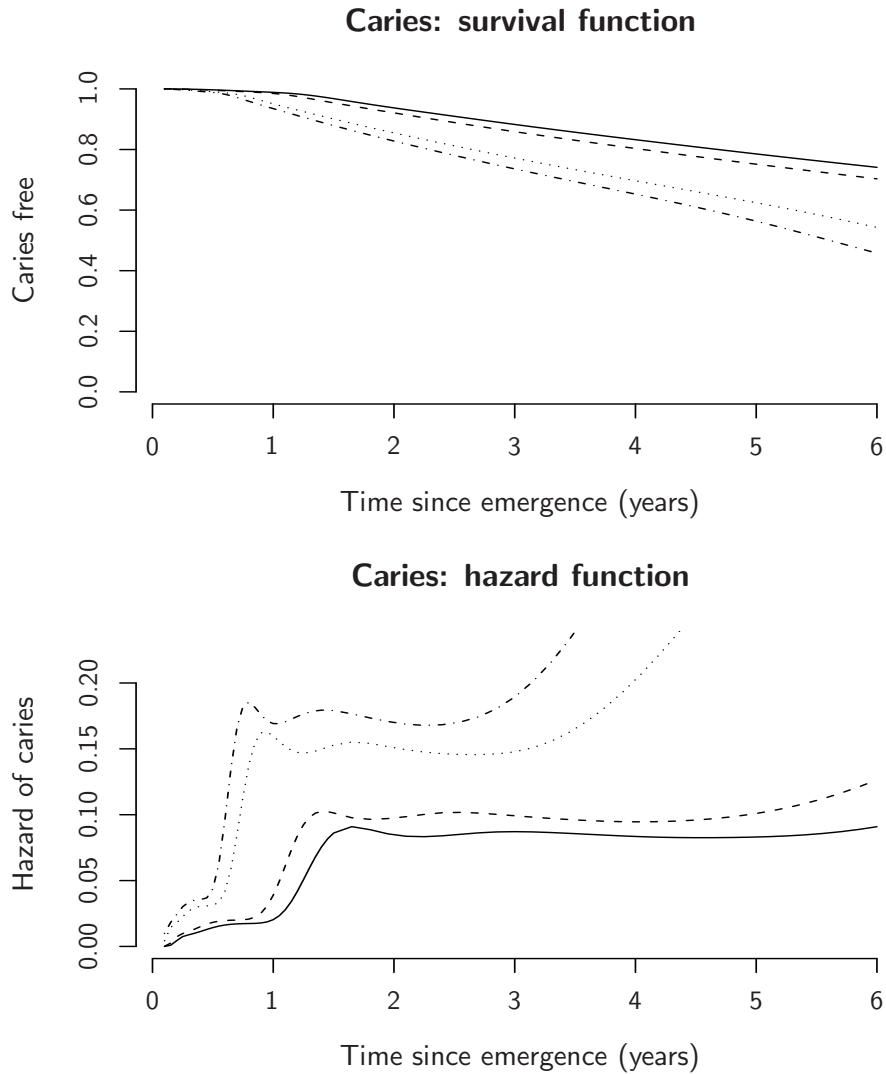 Caries: survival function
1.0
0.8
0.6
0.4
0.2
0.0
Caries free
0 1 2 3 4 5 6
Time since emergence (years)
Caries: hazard function
0.20
0.15
0.10
0.05
0.00
Hazard of caries
0 1 2 3 4 5 6
Time since emergence (years)